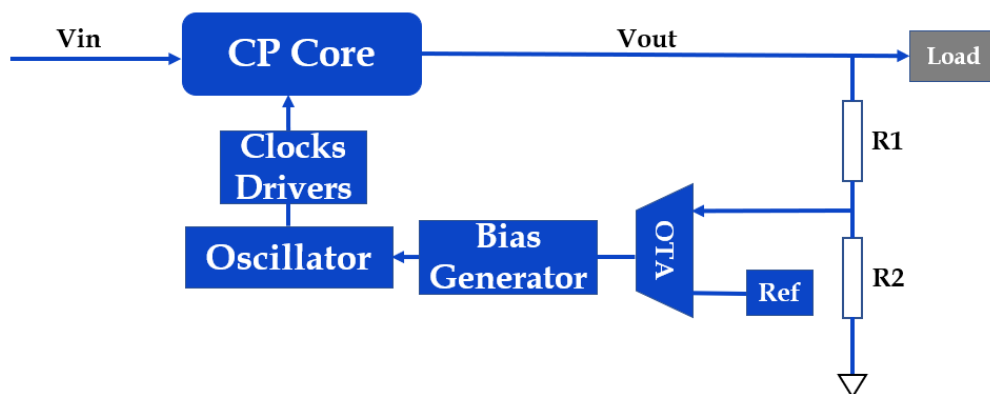 Vin
CP Core
Vout
Load
Clocks
Drivers
R1
Oscillator
Bias
Generator
OTA
Ref
R2